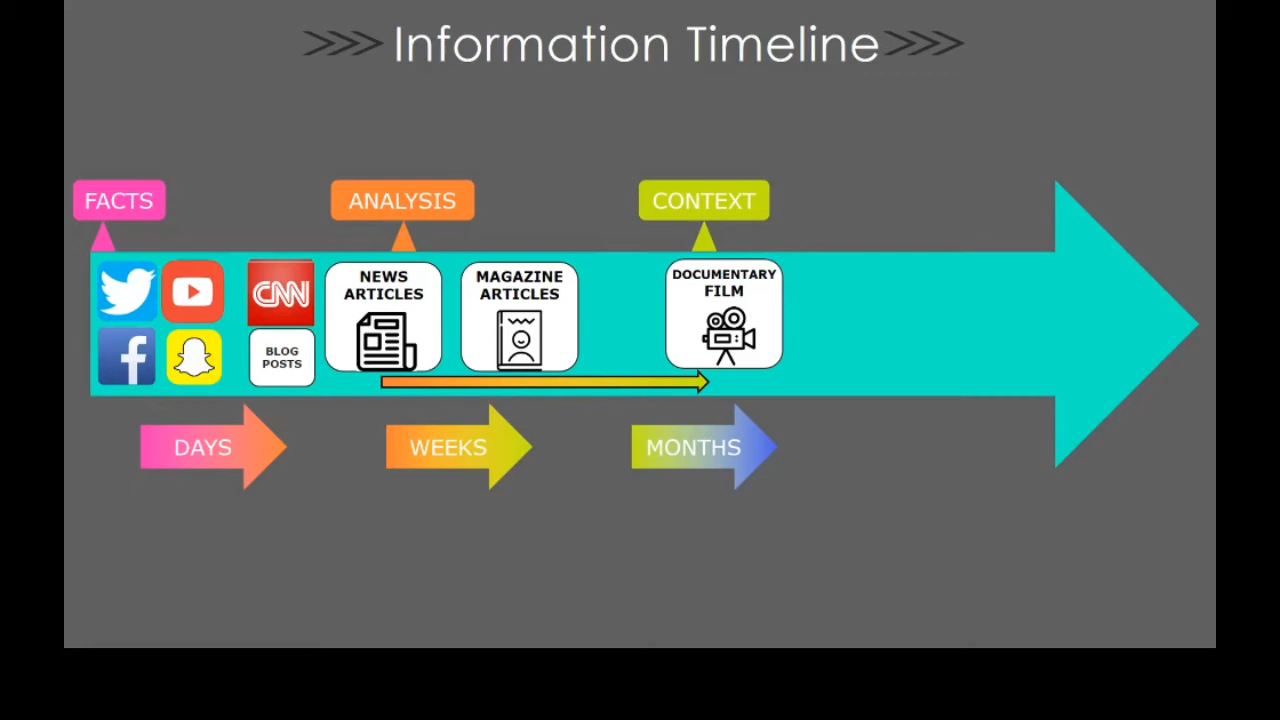 Information Timeline
FACTS
ANALYSIS
CONTEXT
CNN
BLOG
POSTS
NEWS
ARTICLES
MAGAZINE
ARTICLES
DOCUMENTARY
FILM
DAYS
WEEKS
MONTHS